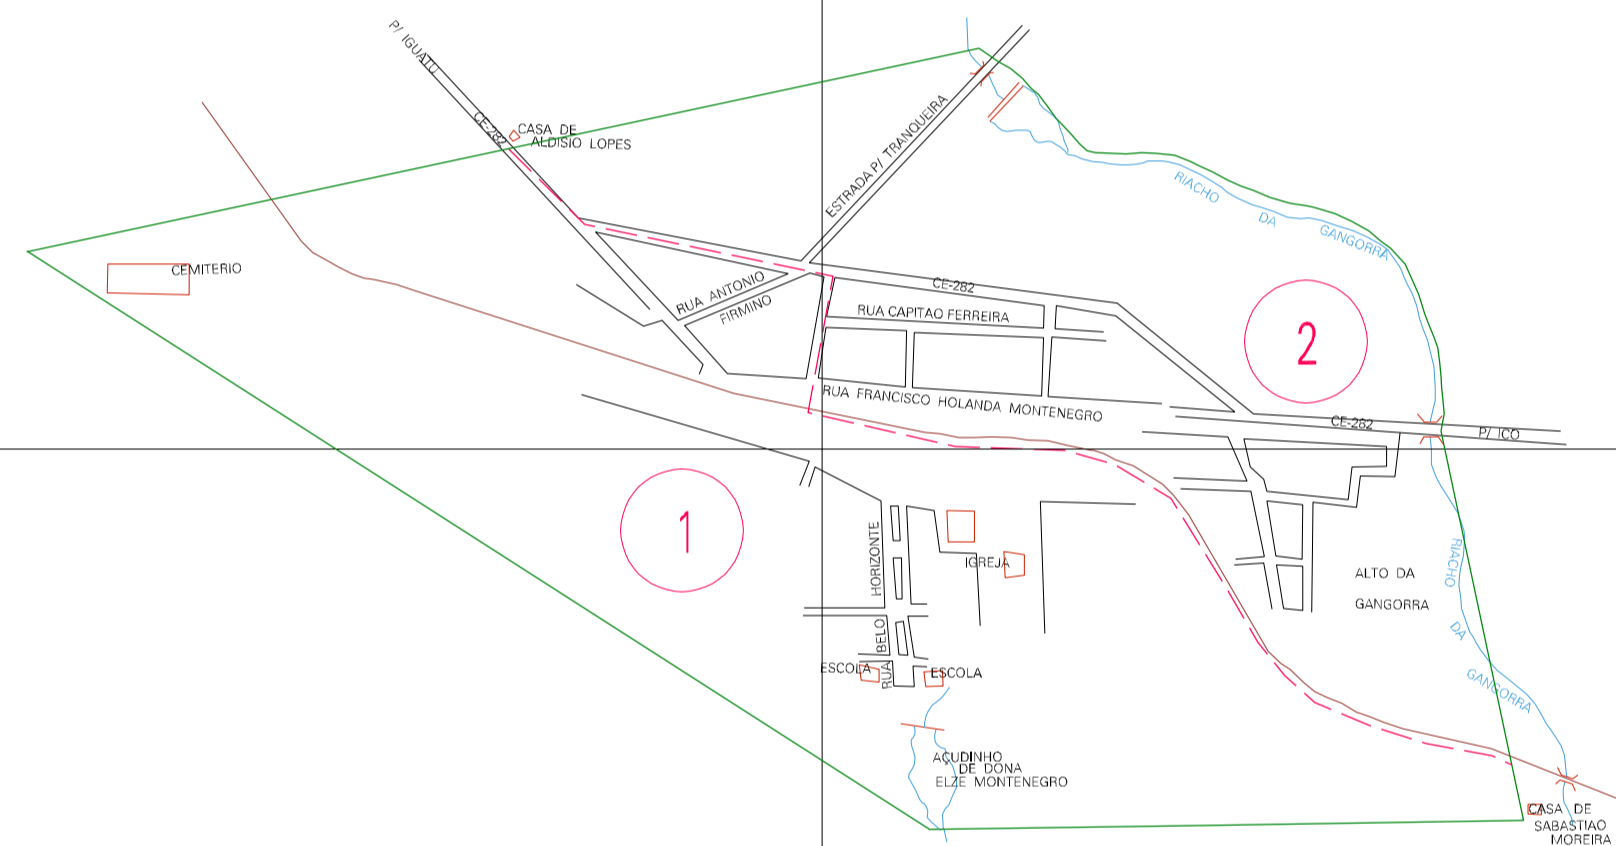 P/ IGUATU
CE-282
CASA DE
ALDISIO LOPES
ESTRADA P/ TRANQUEIRA
RIACHO
DA
GANGORRA
CEMITERIO
RUA ANTONIO
FIRMINO
CE-282
RUA CAPITAO FERREIRA
2
RUA FRANCISCO HOLANDA MONTENEGRO
CE-282
P/ ICO
1
RUA BELO HORIZONTE
IGREJA
ALTO DA
GANGORRA
RIACHO
DA
GANGORRA
ESCOLA
ESCOLA
AÇUDINHO
DE DONA
ELZE MONTENEGRO
CASA DE
SABASTIAO
MOREIRA